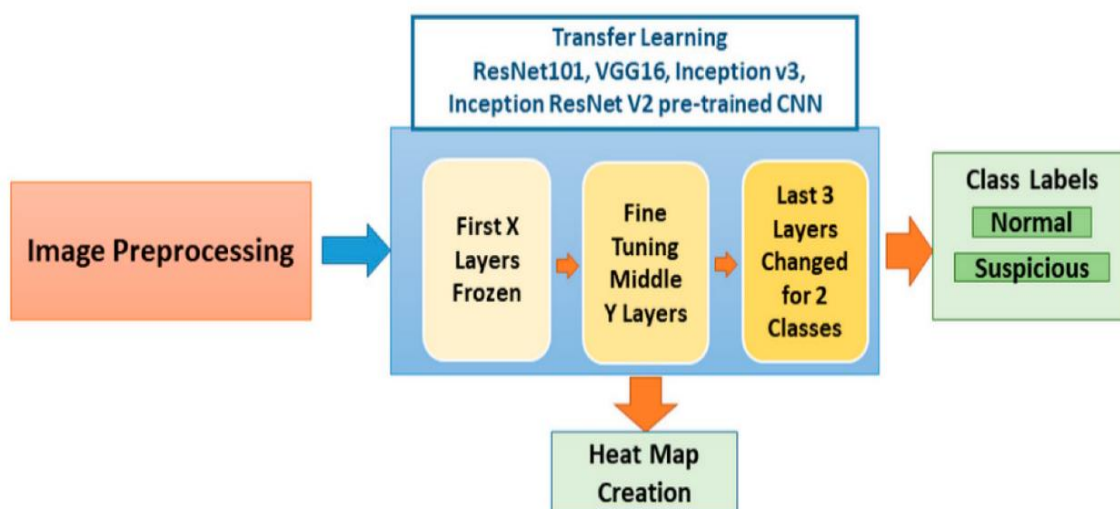 Transfer Learning
ResNet101, VGG16, Inception v3,
Inception ResNet V2 pre-trained CNN
Image Preprocessing
First X
Layers
Frozen
Fine
Tuning
Middle
Y Layers
Last 3
Layers
Changed
for 2
Classes
Class Labels
Normal
Suspicious
Heat Map
Creation